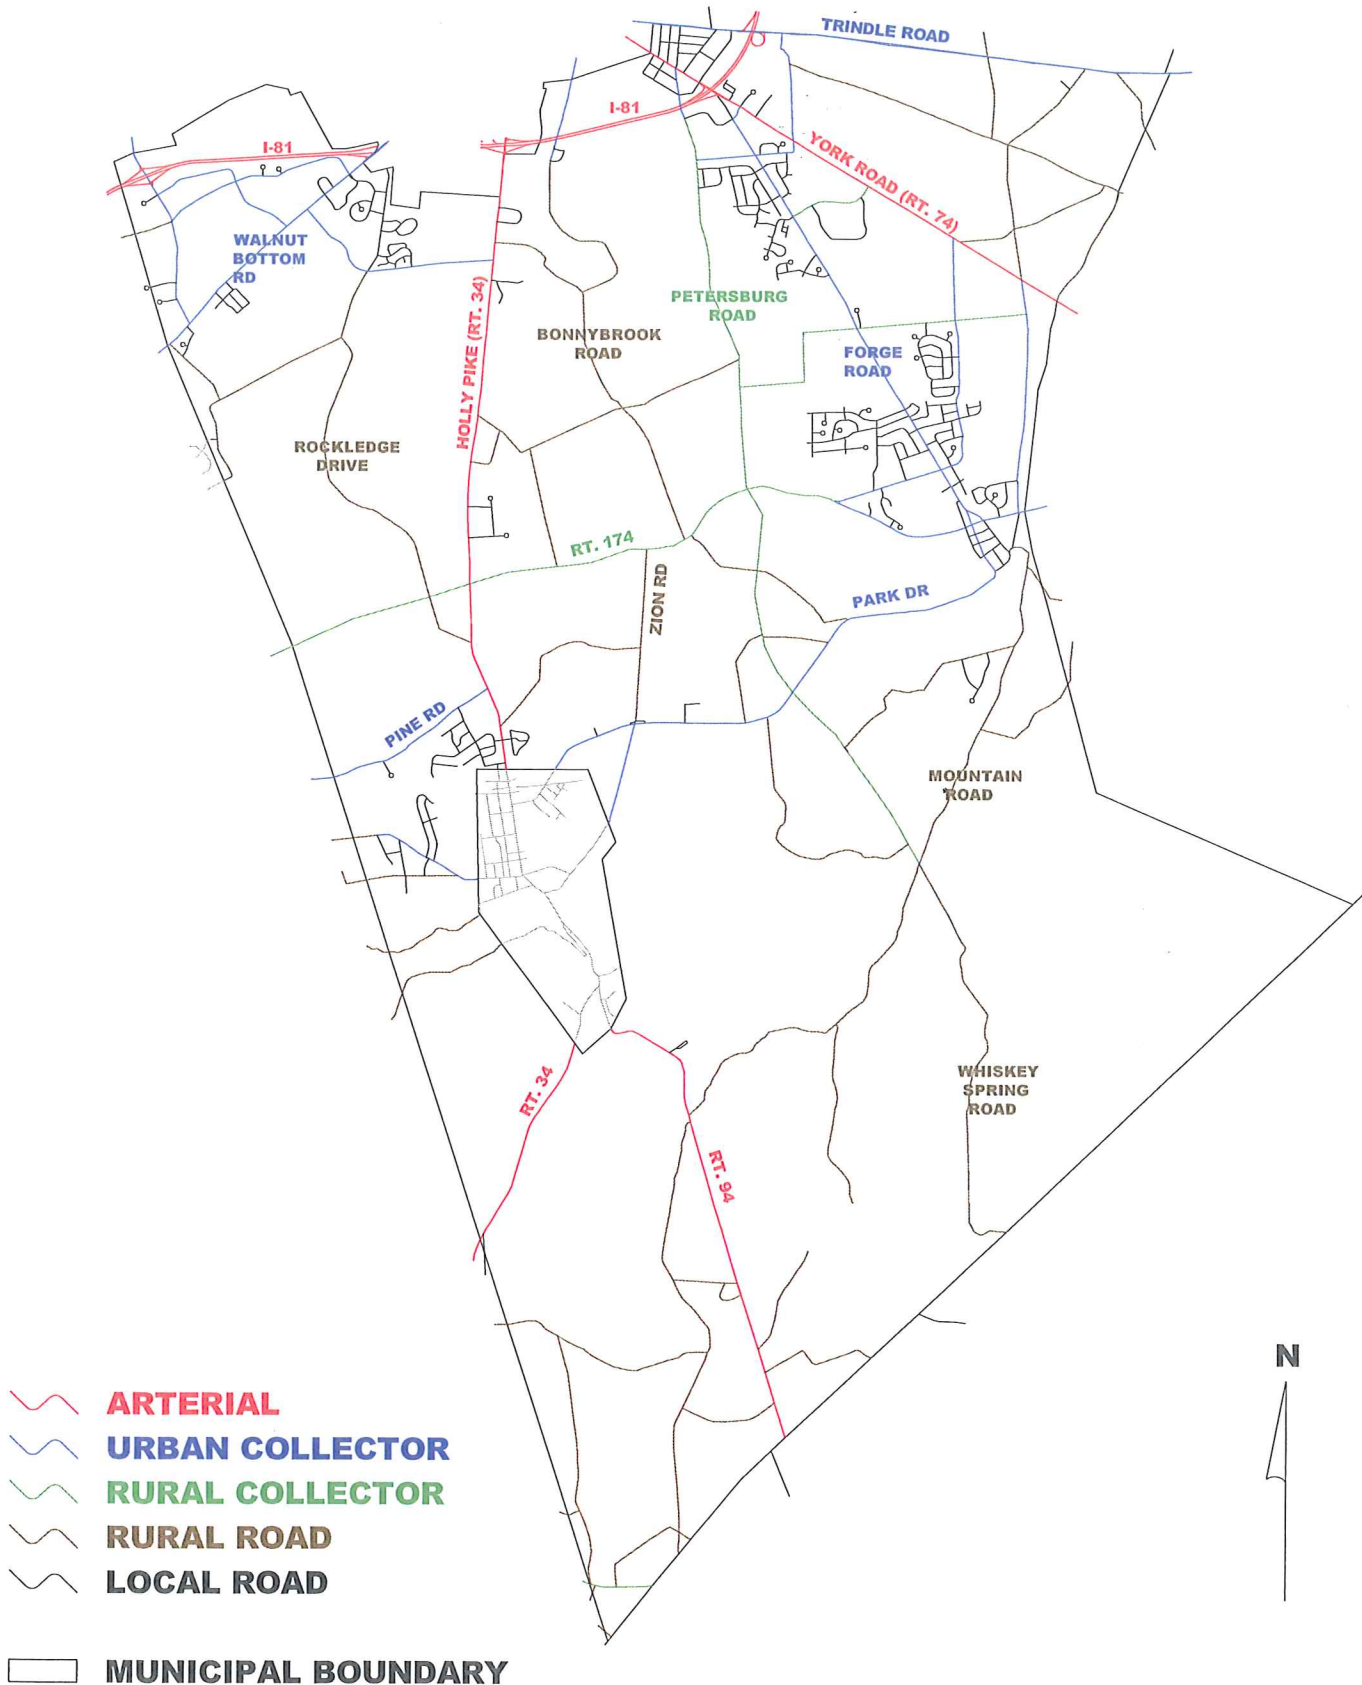 TRINDLE ROAD
I-81
I-81
YORK ROAD (RT. 74)
WALNUT
BOTTOM
RD
HOLLY PIKE (RT. 34)
PETERSBURG
ROAD
BONNYBROOK
ROAD
FORGE
ROAD
ROCKLEDGE
DRIVE
RT. 174
ZION RD
PARK DR
PINE RD
MOUNTAIN
ROAD
WHISKEY
SPRING
ROAD
RT. 34
RT. 94
N
ARTERIAL
URBAN COLLECTOR
RURAL COLLECTOR
RURAL ROAD
LOCAL ROAD
MUNICIPAL BOUNDARY